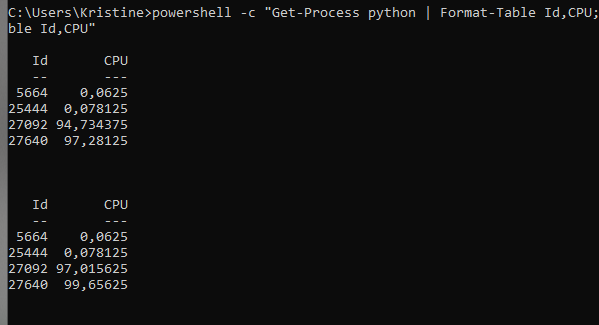 C:\Users\Kristine>powershell -c "Get-Process python | Format-Table Id,CPU;
ble Id,CPU"
Id CPU
-- ---
5664 0,0625
25444 0,078125
27092 94,734375
27640 97,28125
Id CPU
-- ---
5664 0,0625
25444 0,078125
27092 97,015625
27640 99,65625